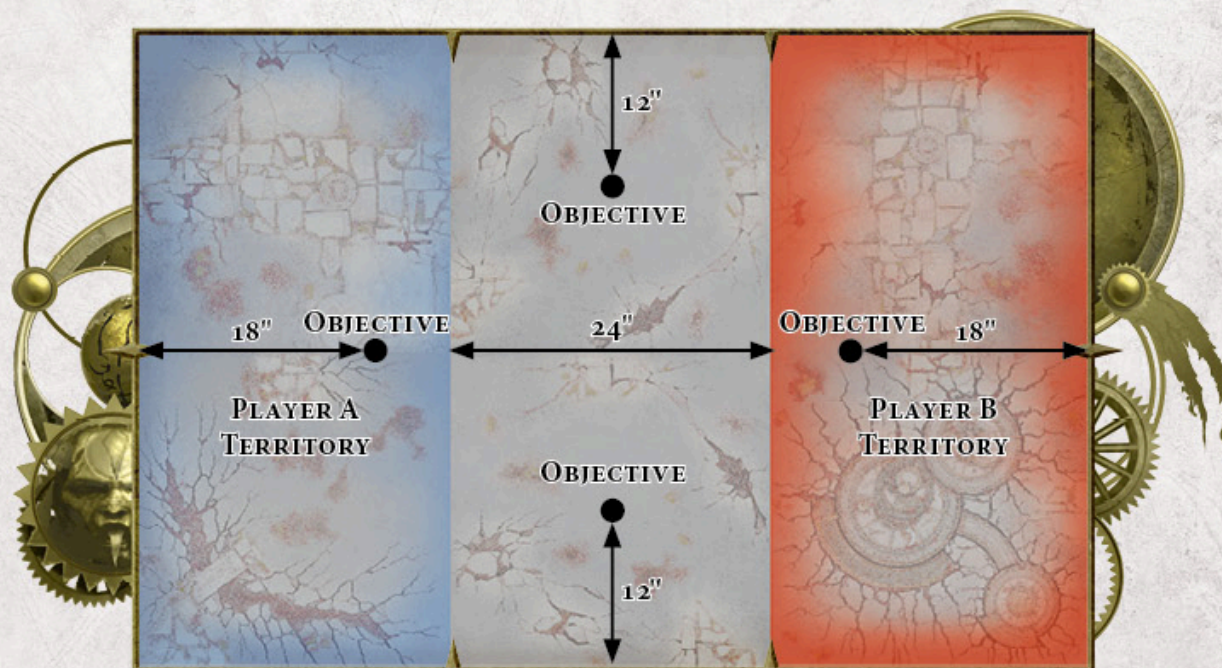 12"
Objective
18"
Objective
24"
Objective
18"
Player A
Territory
Player B
Territory
Objective
12"